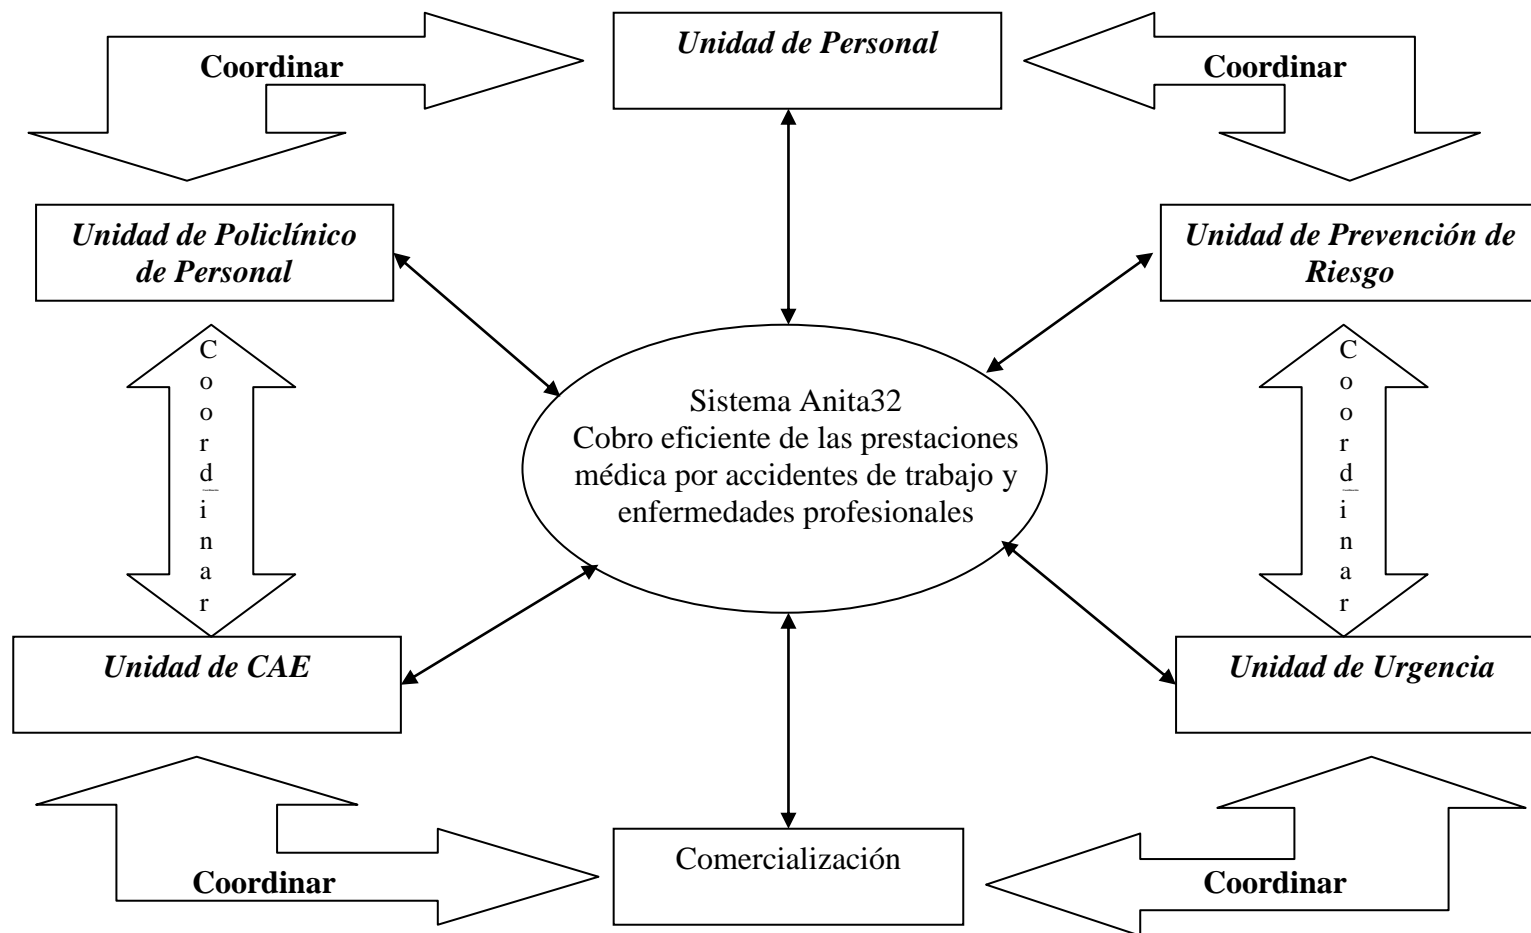 Unidad de Personal
Coordinar
Coordinar
Unidad de Policlínico
de Personal
Unidad de Prevención de
Riesgo
Coordinar
Coordinar
Sistema Anita32
Cobro eficiente de las prestaciones
médica por accidentes de trabajo y
enfermedades profesionales
Unidad de CAE
Unidad de Urgencia
Comercialización
Coordinar
Coordinar